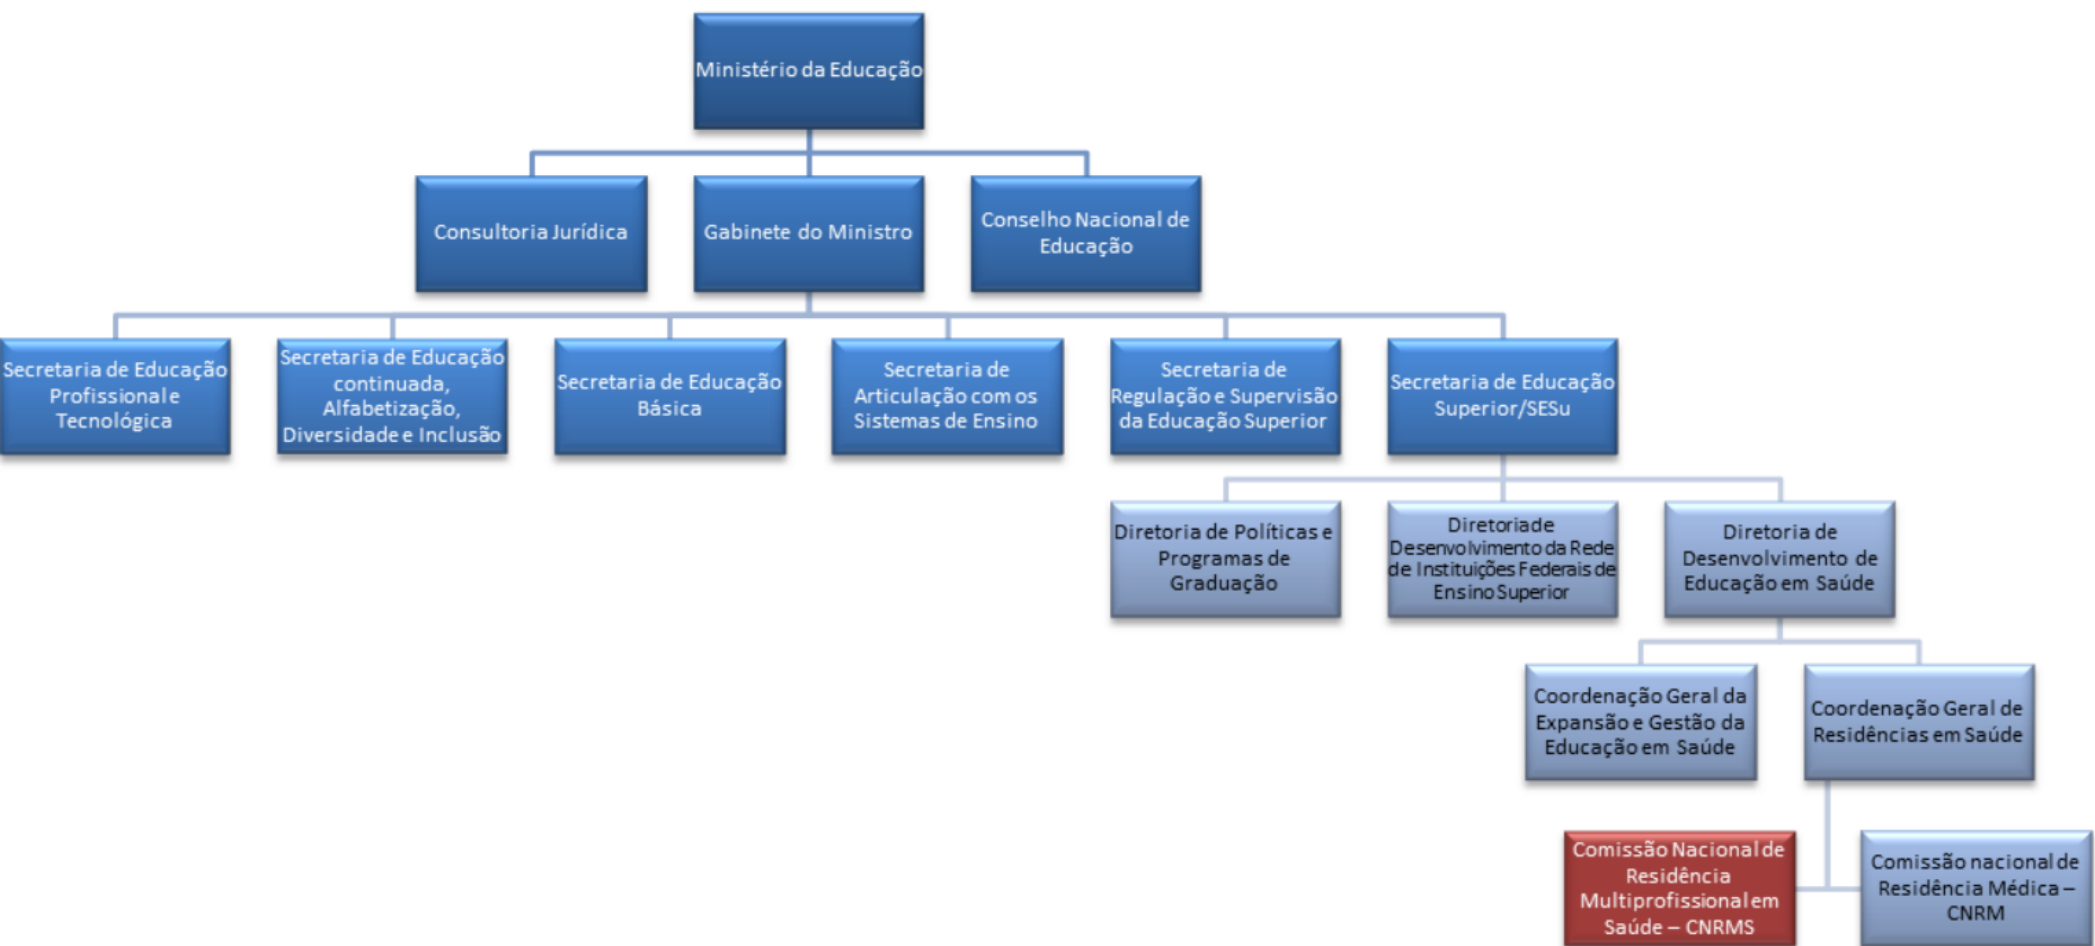 Ministério da Educação
Consultoria Jurídica
Gabinete do Ministro
Conselho Nacional de
Educação
Secretaria de Educação
Profissional e
Tecnológica
Secretaria de Educação
continuada,
Alfabetização,
Diversidade e Inclusão
Secretaria de Educação
Básica
Secretaria de
Articulação com os
Sistemas de Ensino
Secretaria de
Regulação e Supervisão
da Educação Superior
Secretaria de Educação
Superior/SESu
Diretoria de Políticas e
Programas de
Graduação
Diretoria de
Desenvolvimento da Rede
de Instituições Federais de
Ensino Superior
Diretoria de
Desenvolvimento de
Educação em Saúde
Coordenação Geral da
Expansão e Gestão da
Educação em Saúde
Coordenação Geral de
Residências em Saúde
Comissão Nacional de
Residência
Multiprofissional em
Saúde – CNRMS
Comissão nacional de
Residência Médica –
CNRM